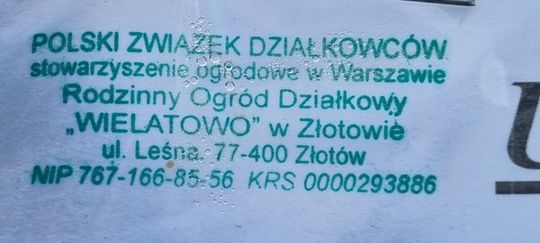 POLSKI ZWIĄZEK DZIAŁKOWCÓW
stowarzyszenie ogrodowe w Warszawie
Rodzinny Ogród Działkowy
„WIELATOWO” w Złotowie
ul. Leśna, 77-400 Złotów
NIP 767-166-85-56 KRS 0000293886